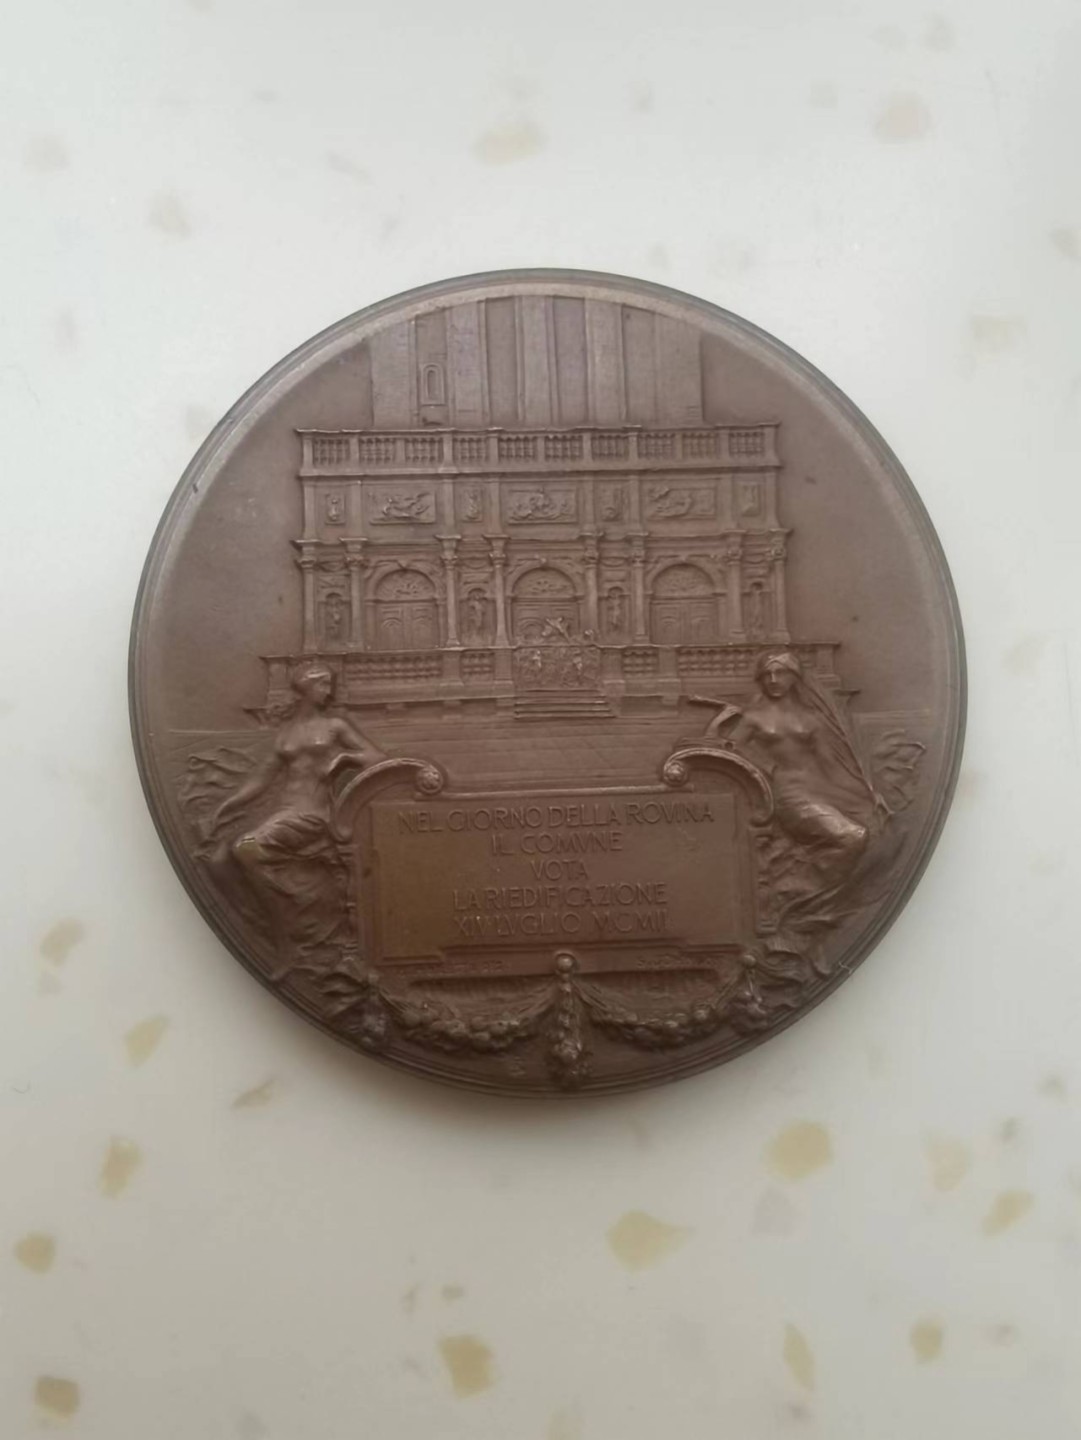 NEL GIORNO DELLA ROVINA
IL COMVNE
VOTA
LA RIEDIFICAZIONE
XIV LVGLIO MCMII